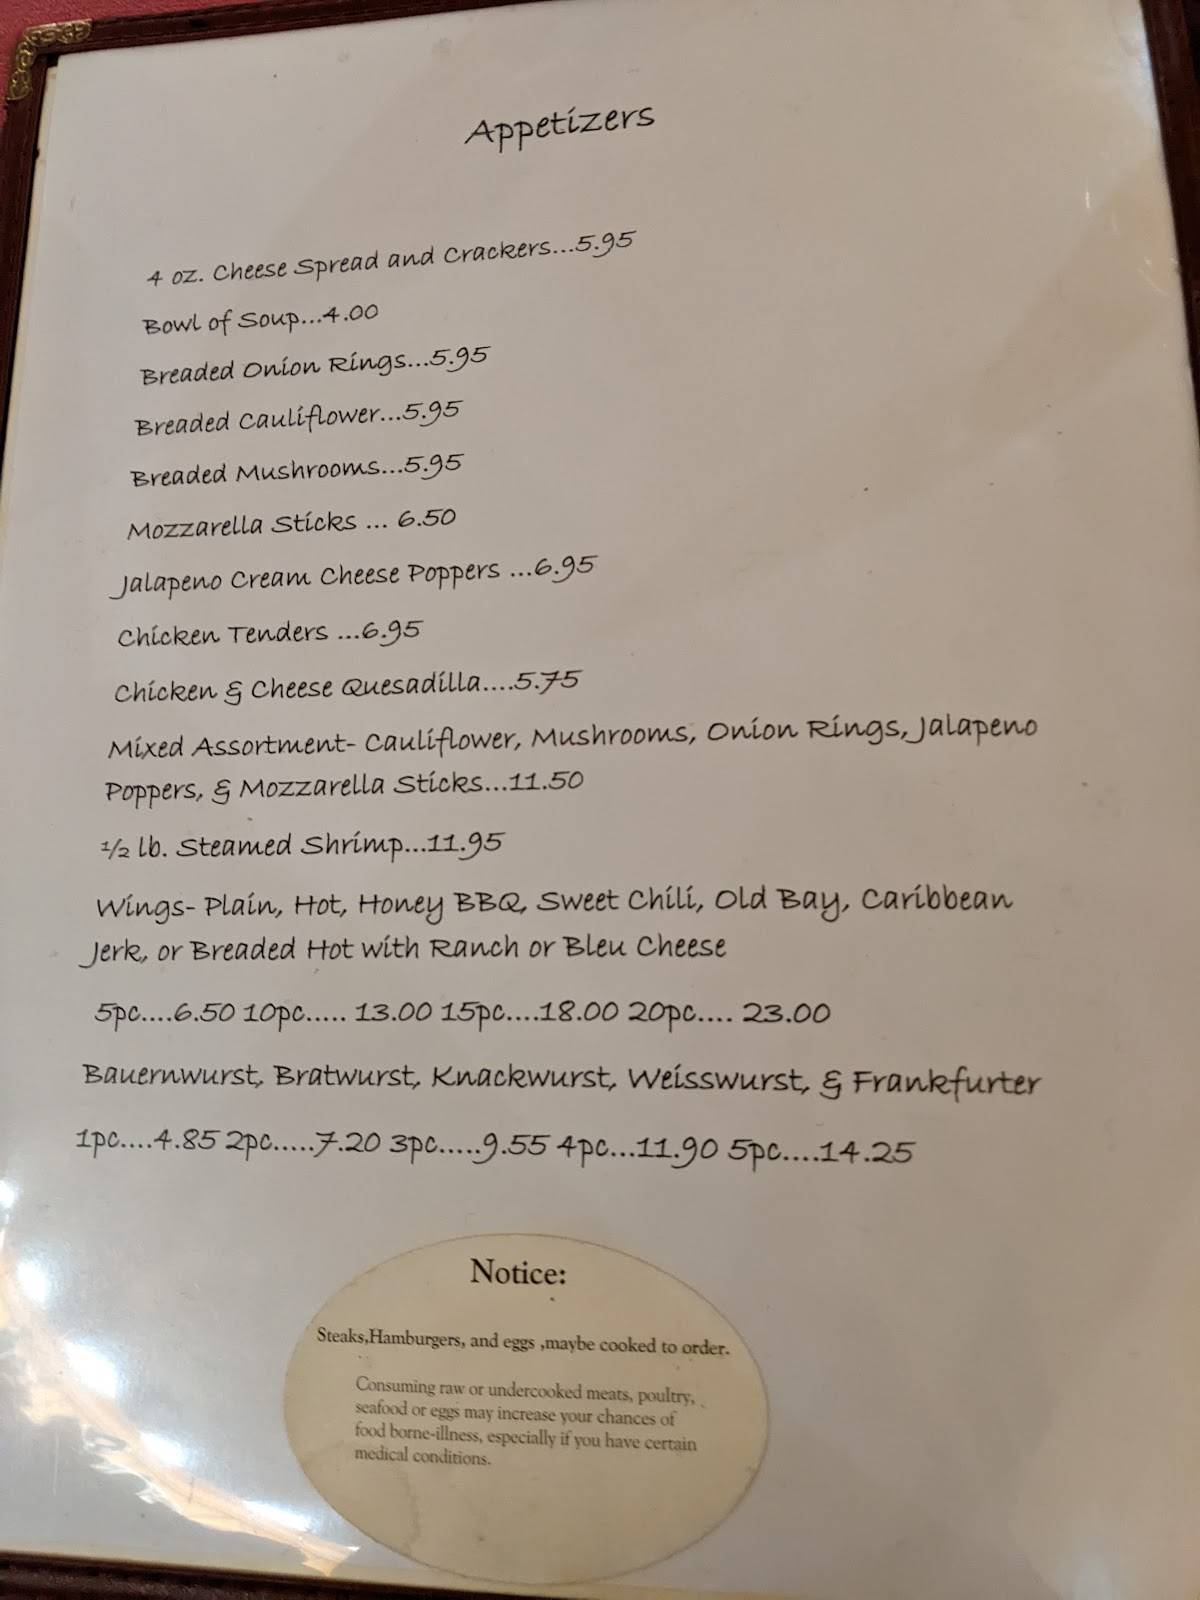 Appetizers
4 oz. Cheese Spread and Crackers...5.95
Bowl of Soup...4.00
Breaded Onion Rings...5.95
Breaded Cauliflower...5.95
Breaded Mushrooms...5.95
Mozzarella Sticks ... 6.50
Jalapeno Cream Cheese Poppers ...6.95
Chicken Tenders ...6.95
Chicken & Cheese Quesadilla....5.75
Mixed Assortment- Cauliflower, Mushrooms, Onion Rings, Jalapeno
Poppers, & Mozzarella Sticks...11.50
½ lb. Steamed Shrimp...11.95
Wings- Plain, Hot, Honey BBQ, Sweet Chili, Old Bay, Caribbean
Jerk, or Breaded Hot with Ranch or Bleu Cheese
5pc....6.50 10pc..... 13.00 15pc....18.00 20pc.... 23.00
Bauernwurst, Bratwurst, Knackwurst, Weisswurst, & Frankfurter
1pc....4.85 2pc.....7.20 3pc.....9.55 4pc...11.90 5pc....14.25
Notice:
Steaks,Hamburgers, and eggs ,maybe cooked to order.
Consuming raw or undercooked meats, poultry,
seafood or eggs may increase your chances of
food borne-illness, especially if you have certain
medical conditions.